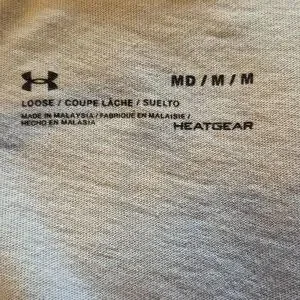 MD / M / M
LOOSE / COUPE LÂCHE / SUELTO
MADE IN MALAYSIA / FABRIQUÉ EN MALAISIE /
HECHO EN MALASIA
HEATGEAR